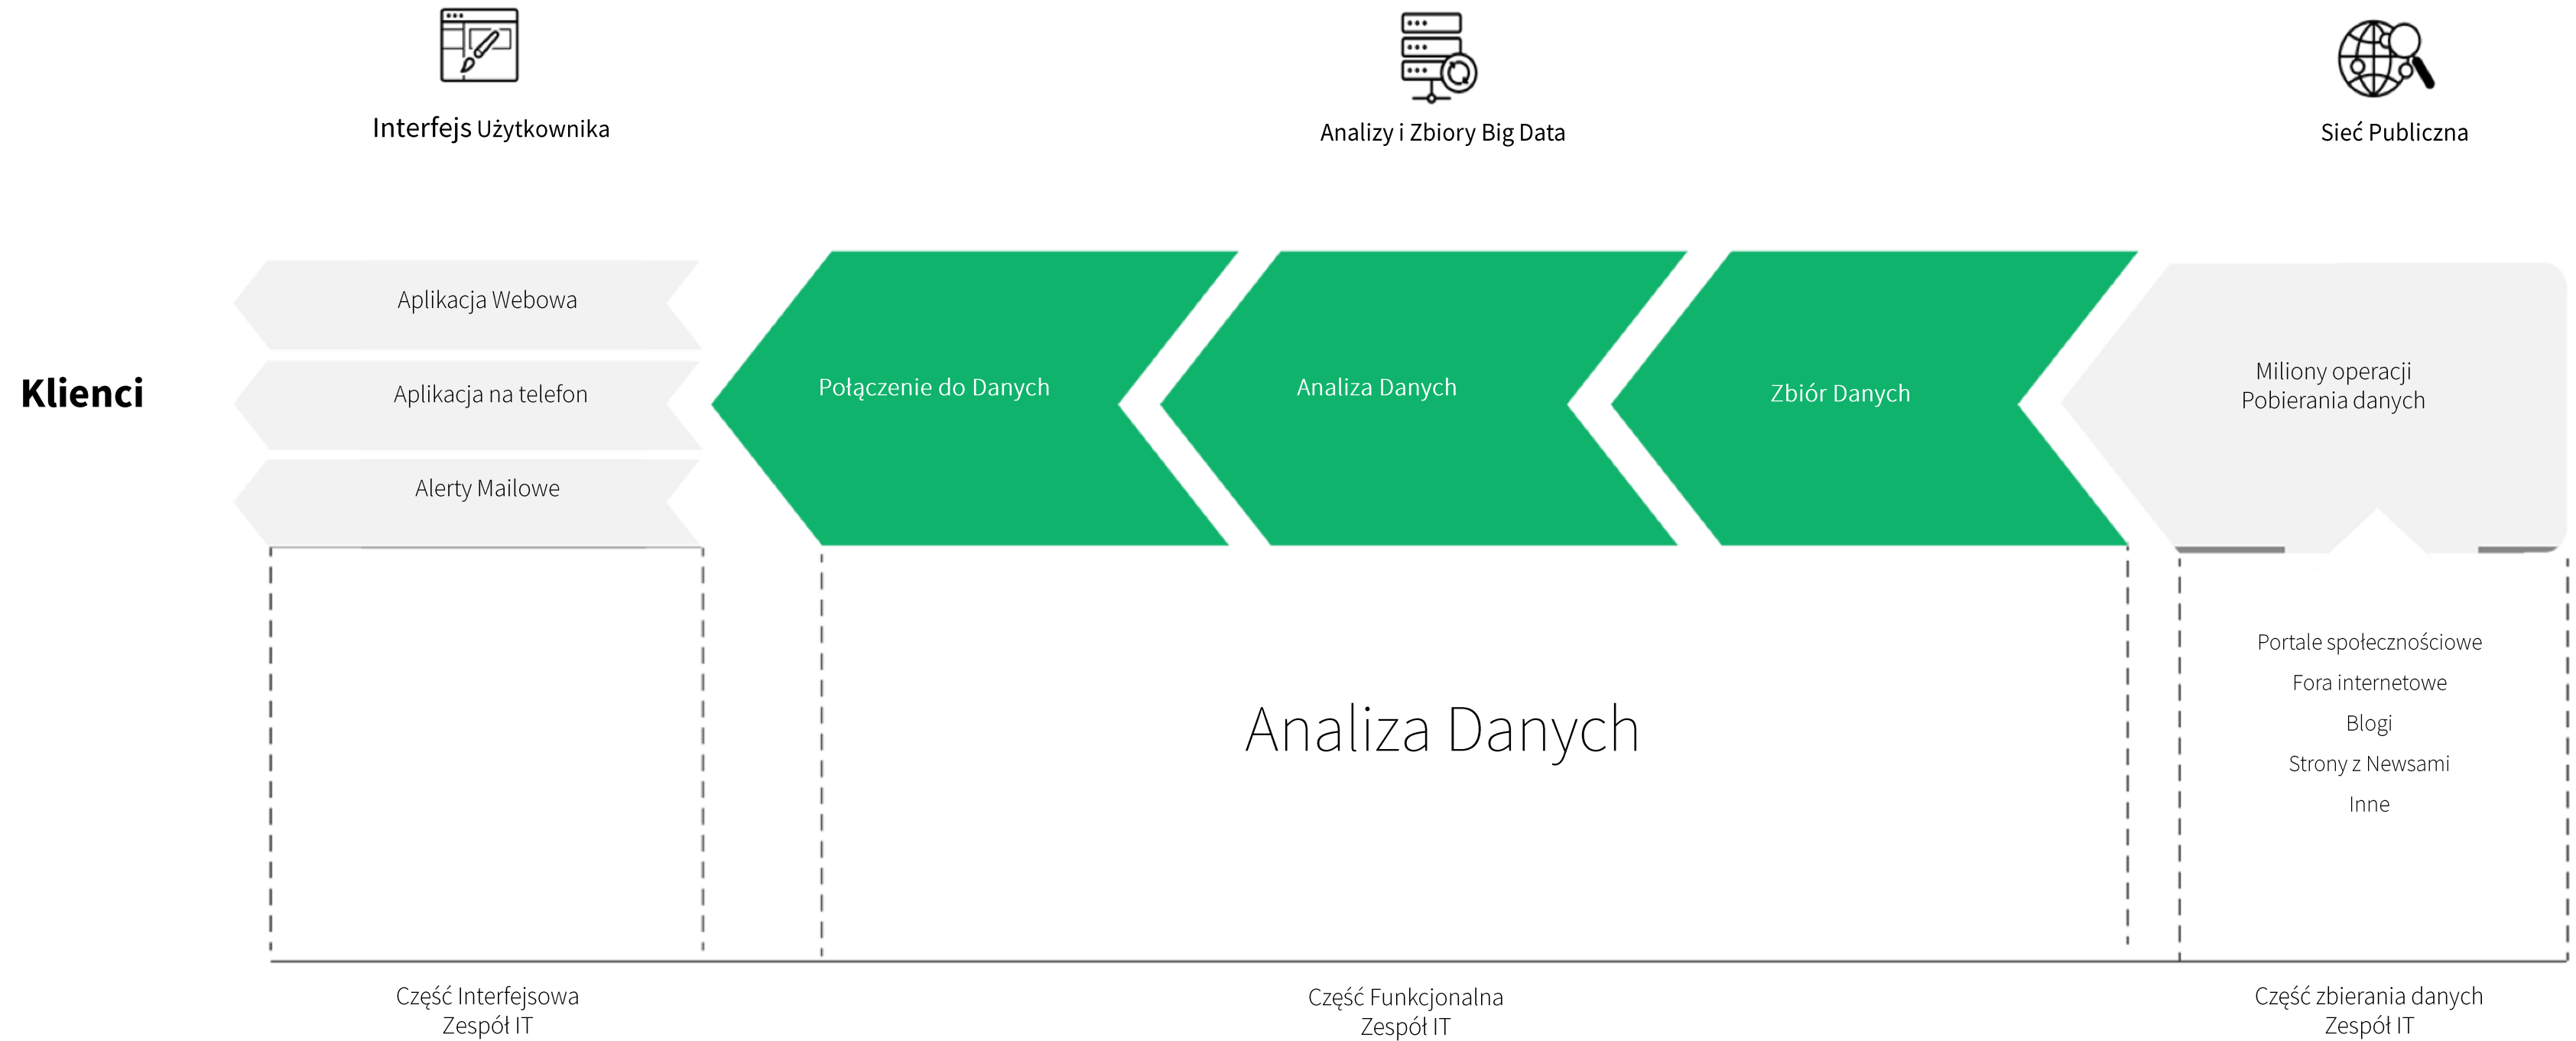 Interfejs Użytkownika
Analizy i Zbiory Big Data
Sieć Publiczna
Klienci
Aplikacja Webowa
Aplikacja na telefon
Alerty Mailowe
Połączenie do Danych
Analiza Danych
Zbiór Danych
Miliony operacji
Pobierania danych
Analiza Danych
Portale społecznościowe
Fora internetowe
Blogi
Strony z Newsami
Inne
Część Interfejsowa
Zespół IT
Część Funkcjonalna
Zespół IT
Część zbierania danych
Zespół IT